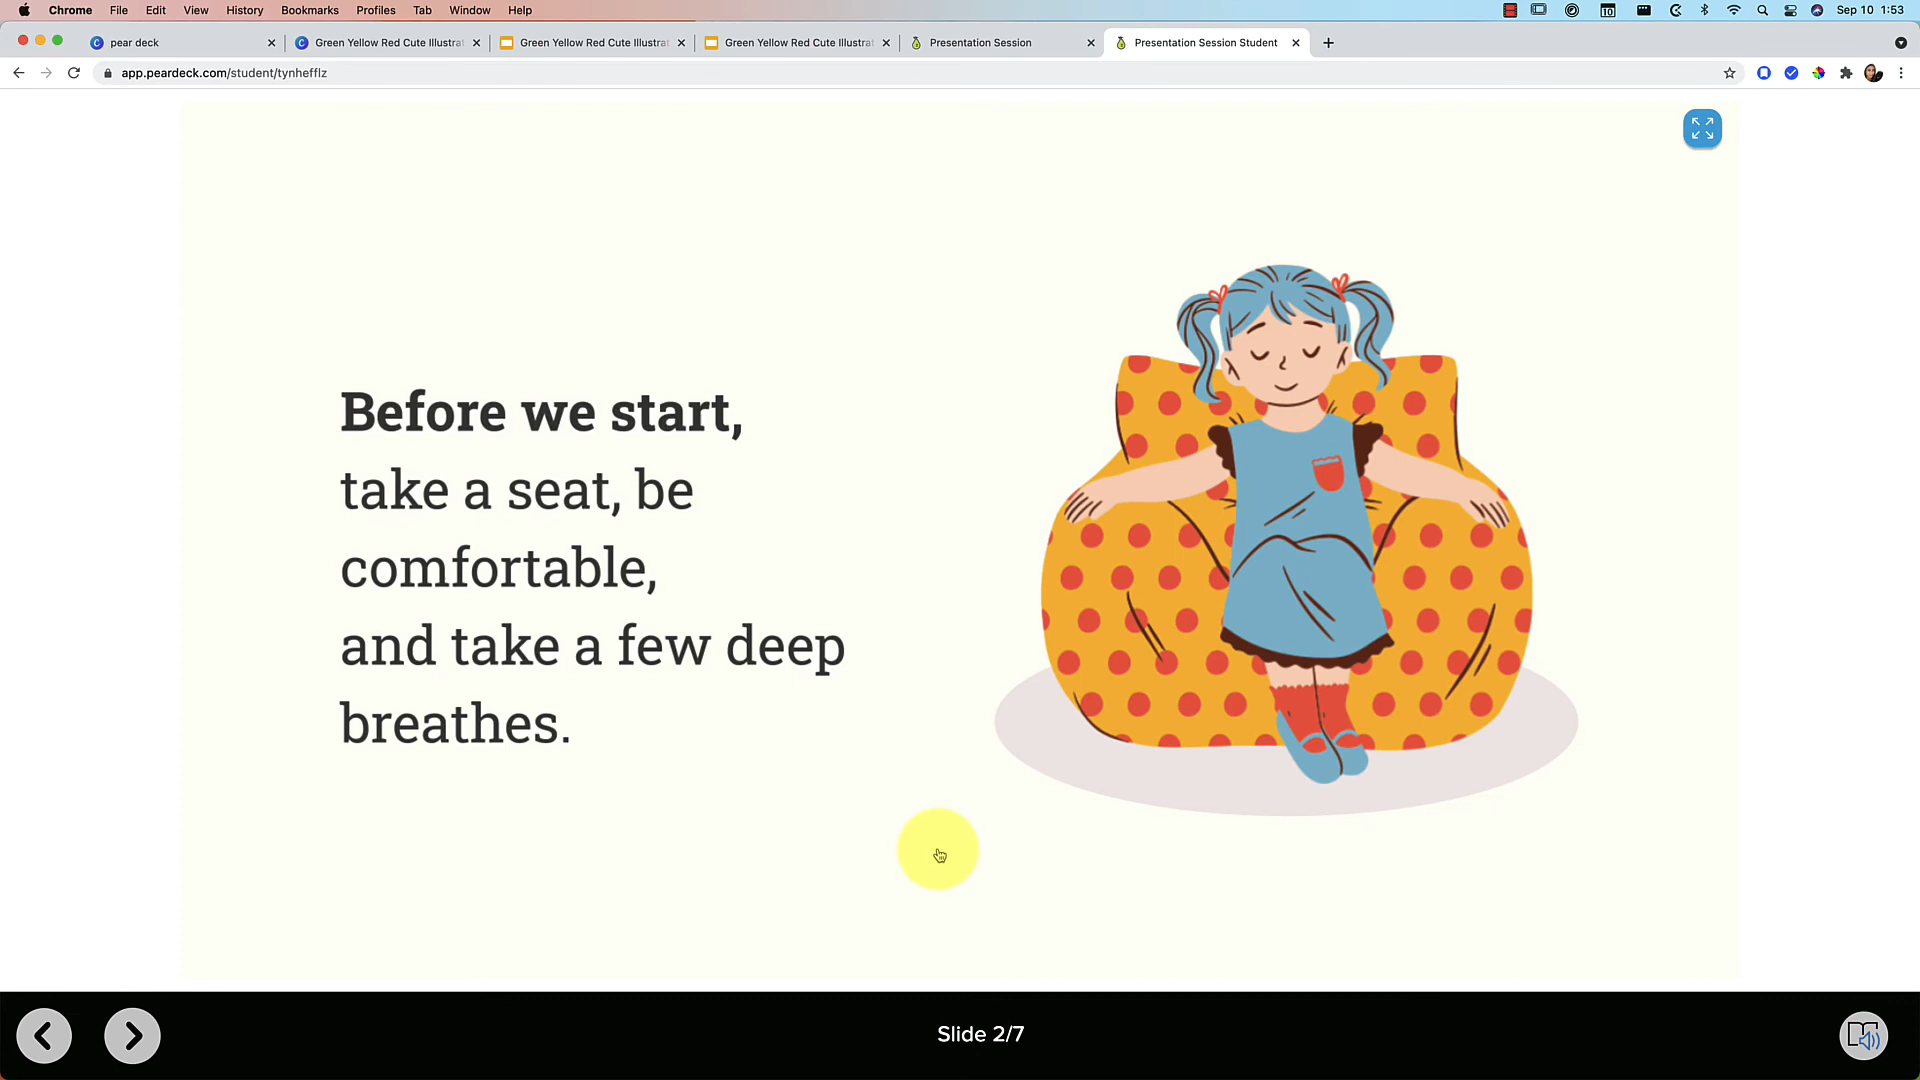 Chrome File Edit View History Bookmarks Profiles Tab Window Help
10
Sep 10 1:53
pear deck
Green Yellow Red Cute Illustrat
Green Yellow Red Cute Illustrat
Green Yellow Red Cute Illustrat
Presentation Session
Presentation Session Student
app.peardeck.com/student/tynhefflz
Before we start,
take a seat, be
comfortable,
and take a few deep
breathes.
Slide 2/7